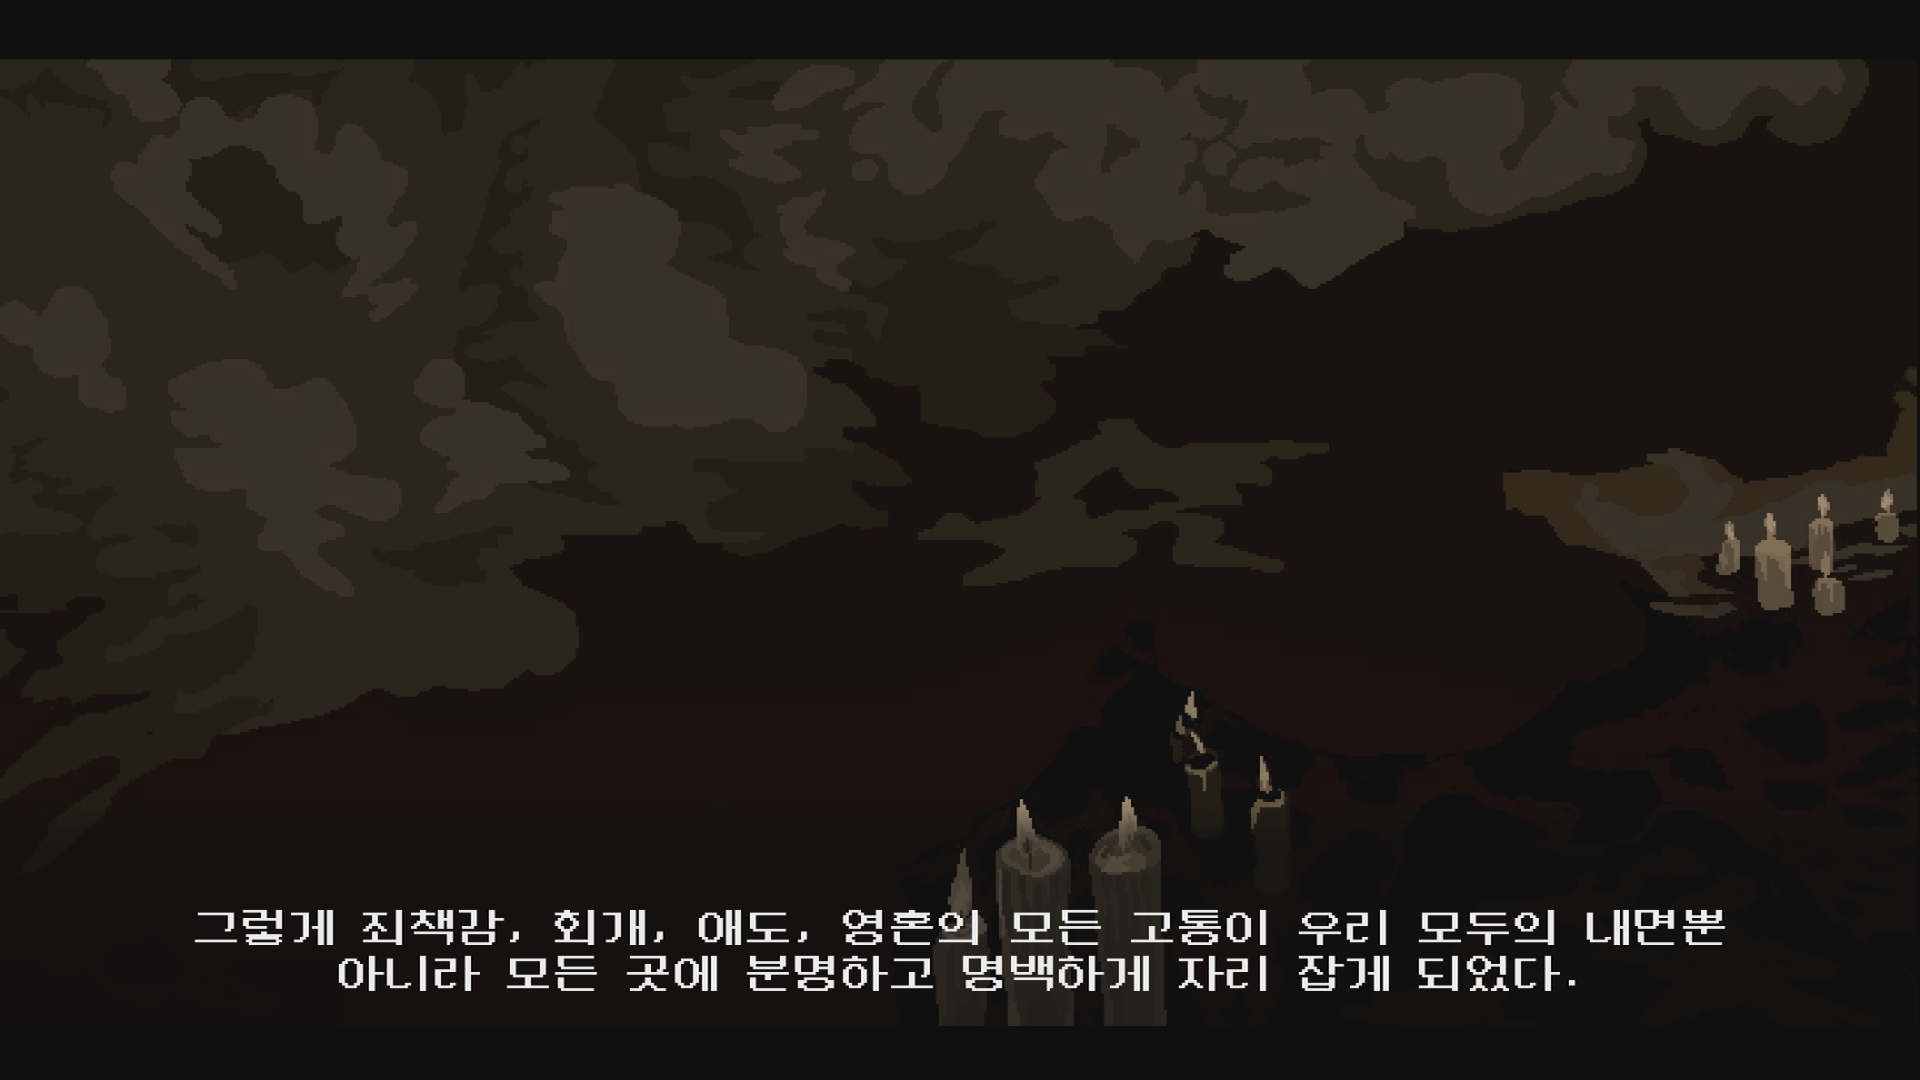 그렇게 죄책감, 회개, 애도, 영혼의 모든 고통이 우리 모두의 내면뿐
아니라 모든 곳에 분명하고 명백하게 자리 잡게 되었다.